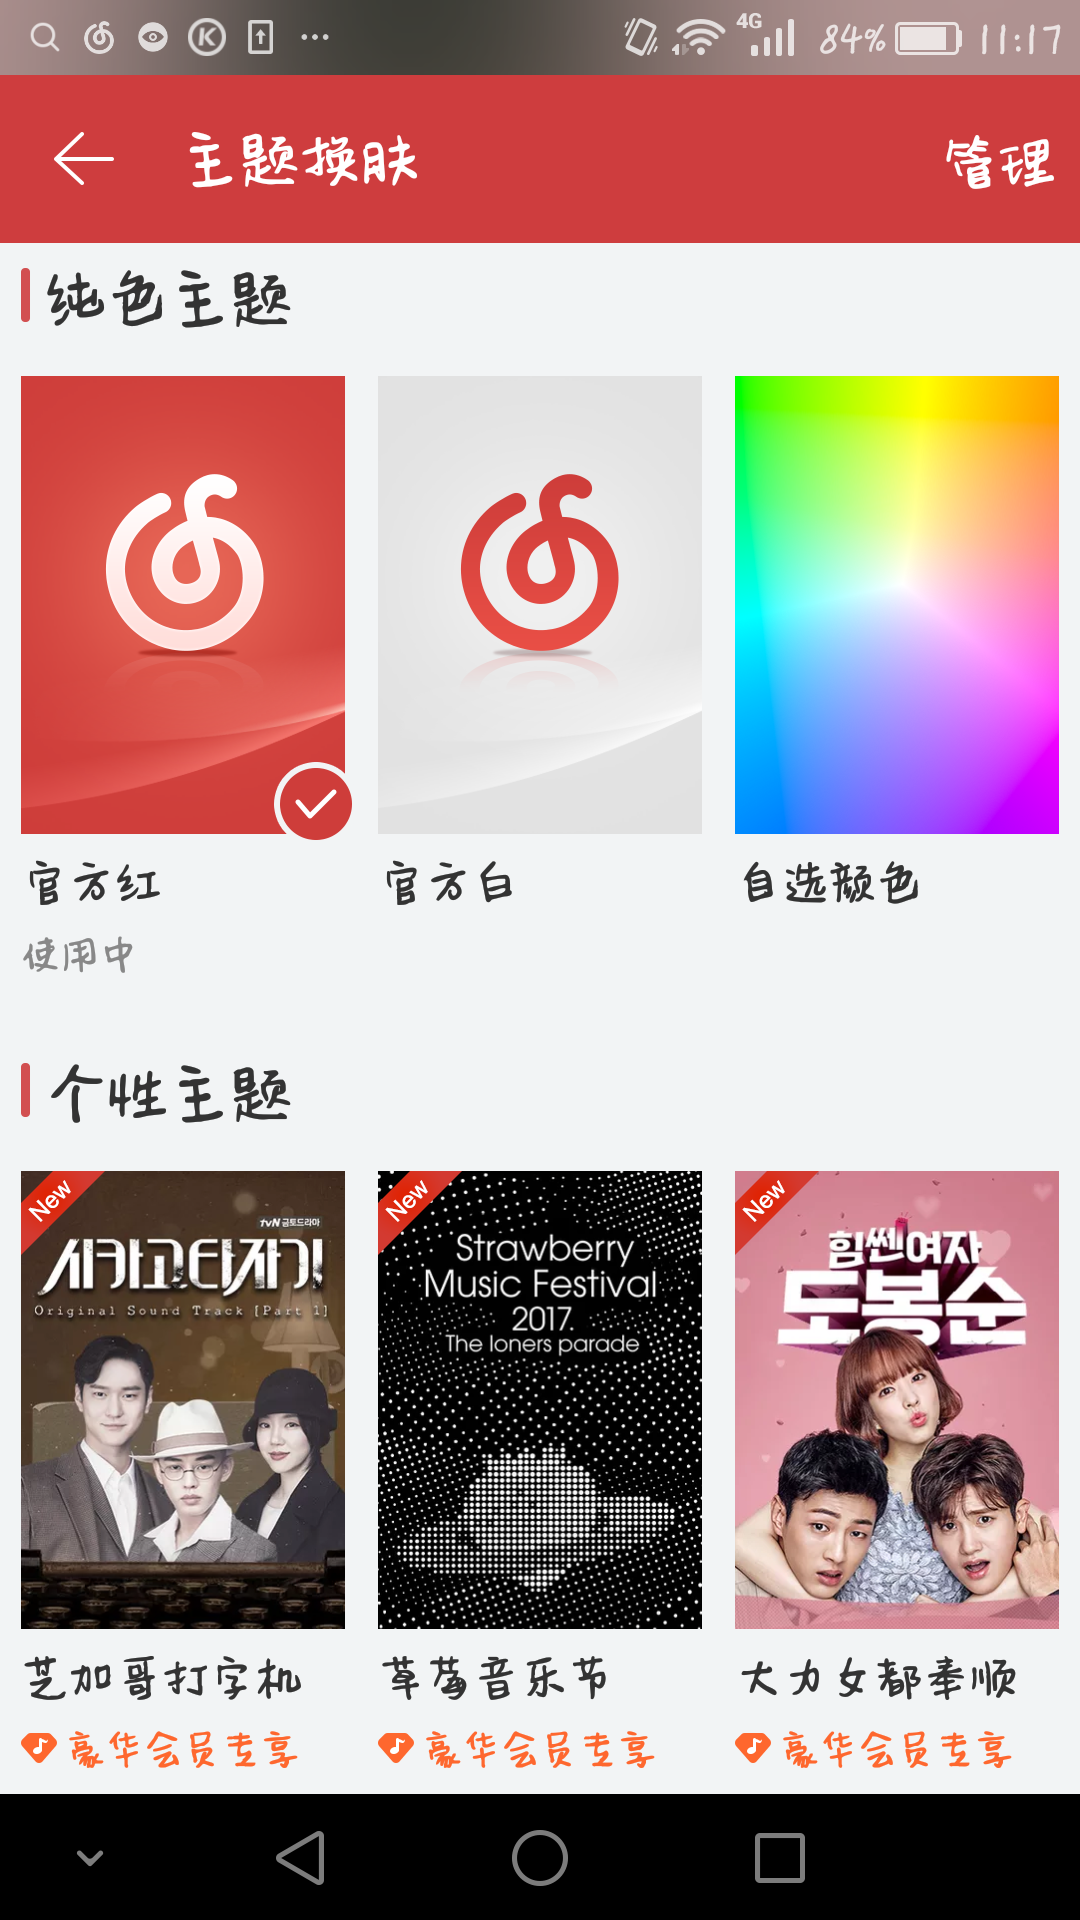 4G 84% 11:17
主题换肤 管理
纯色主题
官方红 官方白 自选颜色
使用中
个性主题
New New New
tvN 금토드라마
시카고타자기
Original Sound Track [Part 1]
Strawberry
Music Festival
2017.
The loners parade
힘쎈여자
도봉순
芝加哥打字机 草莓音乐节 大力女都奉顺
豪华会员专享 豪华会员专享 豪华会员专享